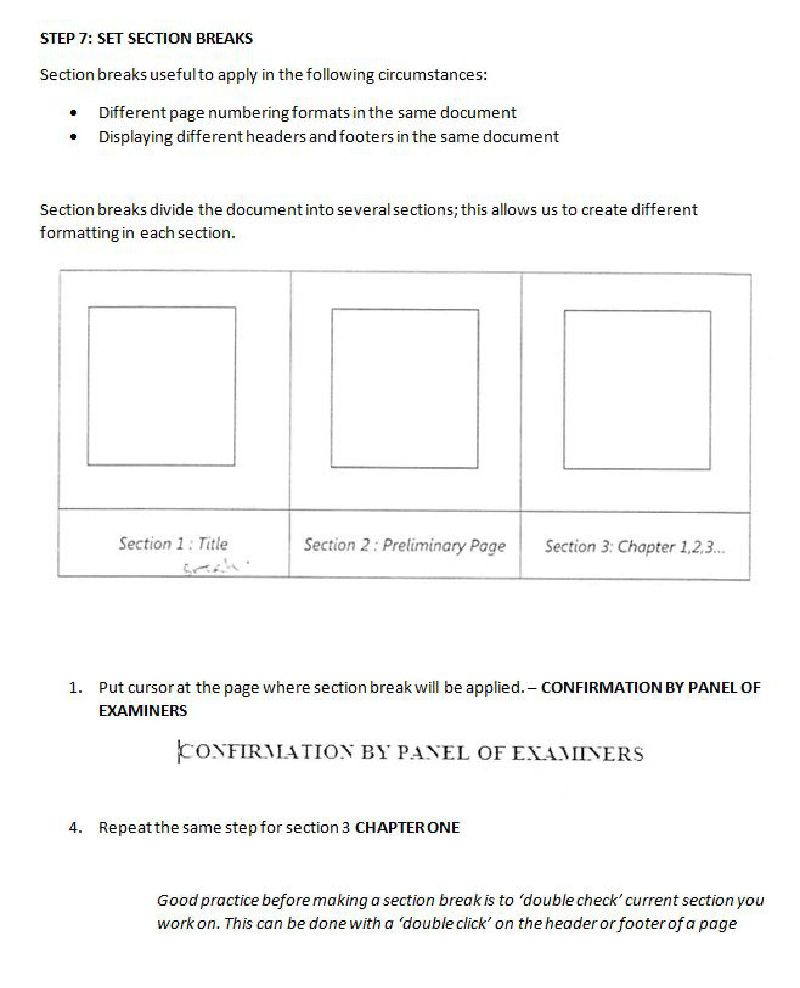 STEP 7: SET SECTION BREAKS
Section breaks useful to apply in the following circumstances:
• Different page numbering formats in the same document
• Displaying different headers and footers in the same document
Section breaks divide the document into several sections; this allows us to create different
formatting in each section.
Section 1 : Title
Section 2 : Preliminary Page
Section 3: Chapter 1,2,3...
1. Put cursor at the page where section break will be applied. – CONFIRMATION BY PANEL OF
EXAMINERS
CONFIRMATION BY PANEL OF EXAMINERS
4. Repeat the same step for section 3 CHAPTER ONE
Good practice before making a section break is to ‘double check’ current section you
work on. This can be done with a ‘double click’ on the header or footer of a page